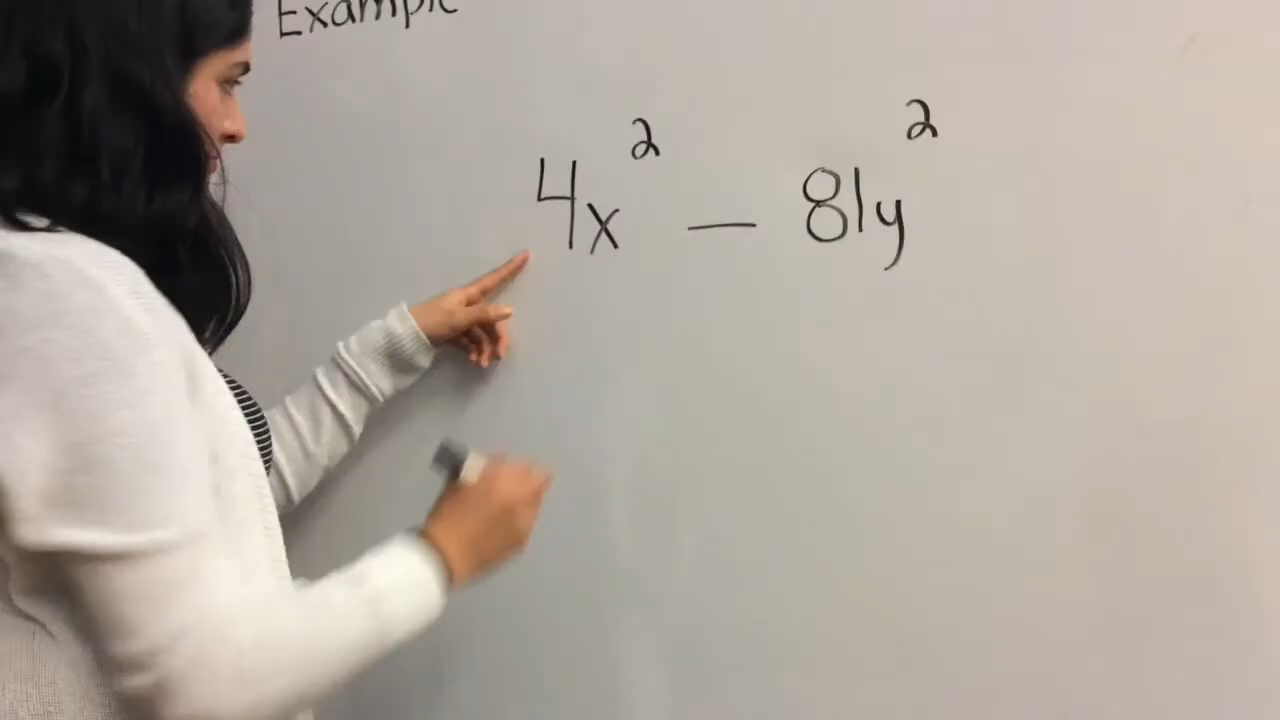 Example
4x² — 81y²